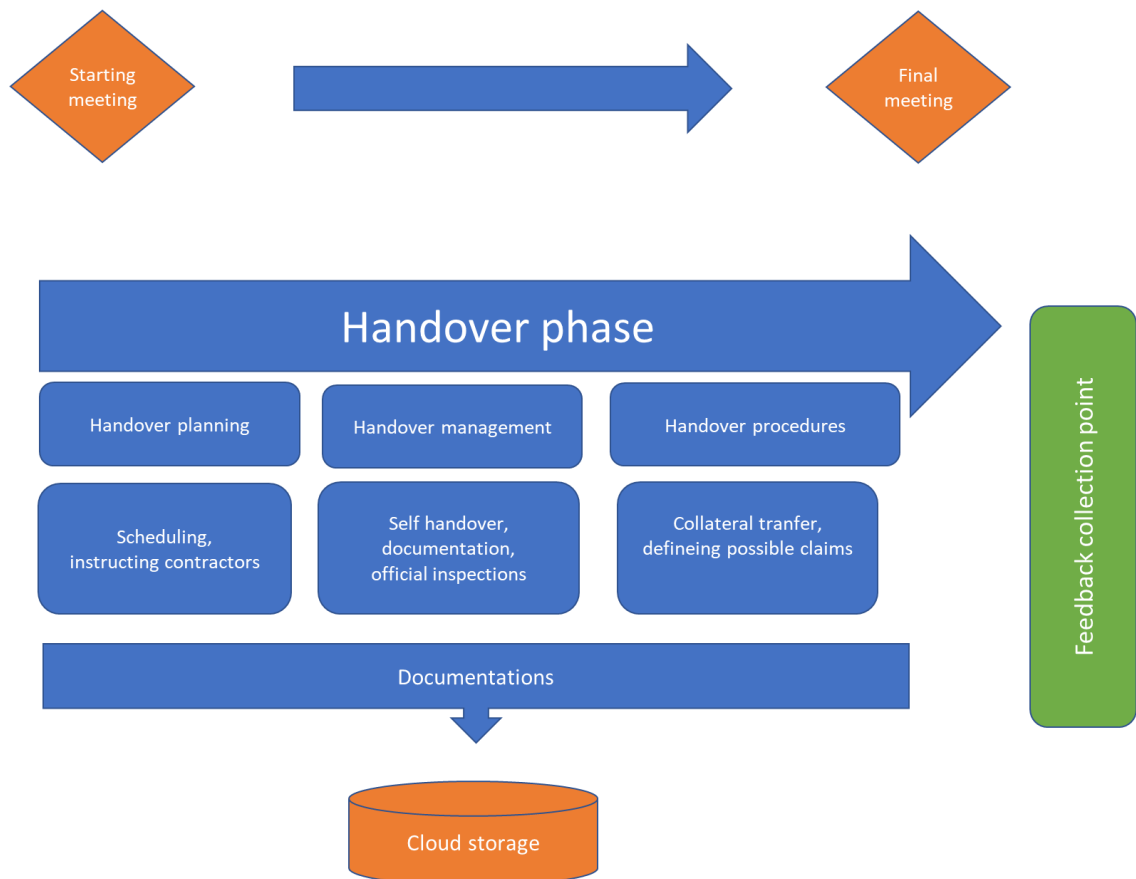 Starting
meeting
Final
meeting
Handover phase
Handover planning
Handover management
Handover procedures
Scheduling,
instructing contractors
Self handover,
documentation,
official inspections
Collateral tranfer,
defineing possible claims
Documentations
Cloud storage
Feedback collection point